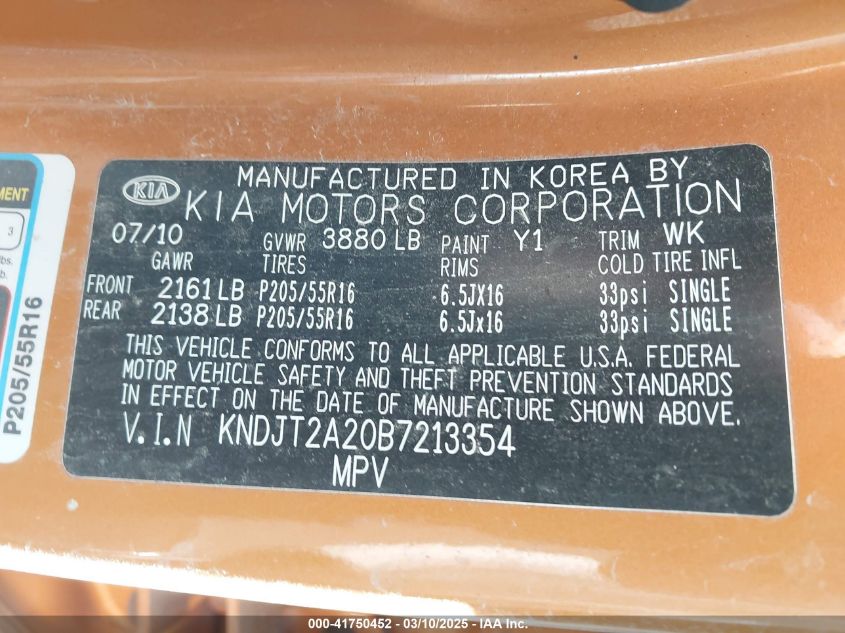 MENT
3
lbs.
b.
P205/55R16
KIA
MANUFACTURED IN KOREA BY
KIA MOTORS CORPORATION
07/10 GVWR 3880 LB PAINT Y1 TRIM WK
GAWR TIRES RIMS COLD TIRE INFL
FRONT 2161 LB P205/55R16 6.5JX16 33psi SINGLE
REAR 2138 LB P205/55R16 6.5Jx16 33psi SINGLE
THIS VEHICLE CONFORMS TO ALL APPLICABLE U.S.A. FEDERAL
MOTOR VEHICLE SAFETY AND THEFT PREVENTION STANDARDS
IN EFFECT ON THE DATE OF MANUFACTURE SHOWN ABOVE.
V.I.N KNDJT2A20B7213354
MPV
000-41750452 - 03/10/2025 - IAA Inc.